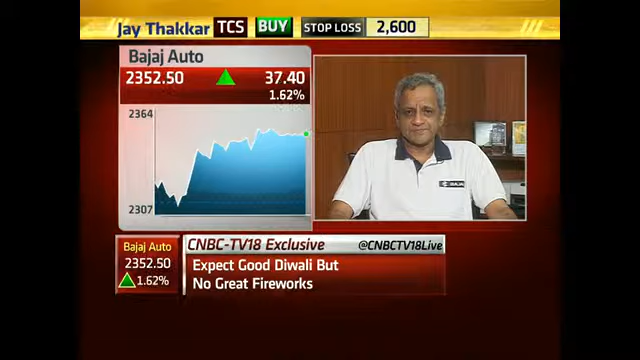 Jay Thakkar TCS BUY STOP LOSS 2,600
Bajaj Auto
2352.50 37.40
1.62%
2364
2307
BAJAJ
Bajaj Auto
2352.50
1.62%
CNBC-TV18 Exclusive @CNBCTV18Live
Expect Good Diwali But
No Great Fireworks